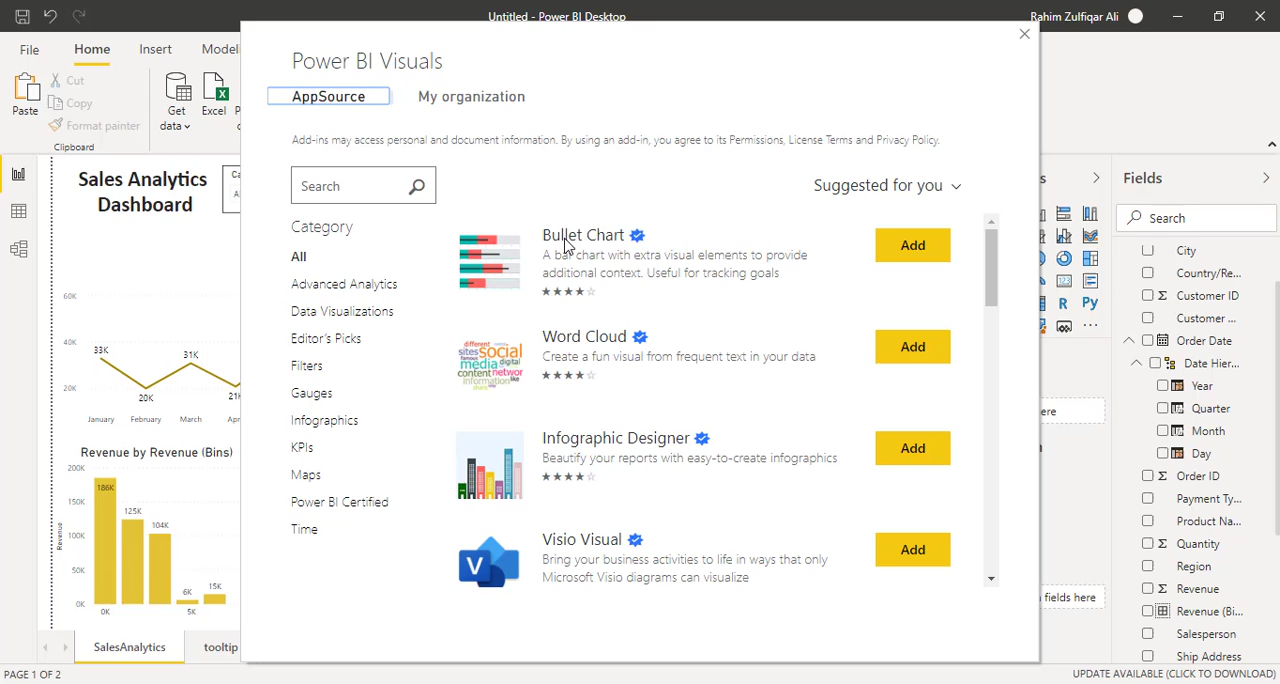 Untitled - Power BI Desktop
Rahim Zulfiqar Ali
File Home Insert
Paste
Cut
Copy
Format painter
Clipboard
Get data
Excel
Power BI Visuals
AppSource My organization
Add-ins may access personal and document information. By using an add-in, you agree to its Permissions, License Terms and Privacy Policy.
Search
Suggested for you
Category
All
Advanced Analytics
Data Visualizations
Editor's Picks
Filters
Gauges
Infographics
KPIs
Maps
Power BI Certified
Time
Bullet Chart
A bar chart with extra visual elements to provide
additional context. Useful for tracking goals
Add
Word Cloud
Create a fun visual from frequent text in your data
Add
Infographic Designer
Beautify your reports with easy-to-create infographics
Add
Visio Visual
Bring your business activities to life in ways that only
Microsoft Visio diagrams can visualize
Add
Sales Analytics
Dashboard
60K
40K
20K
33K
20K
31K
January February March
Revenue by Revenue (Bins)
Revenue
200K
150K
100K
50K
0K
186K
125K
104K
6K
15K
0K 5K
SalesAnalytics tooltip
PAGE 1 OF 2
UPDATE AVAILABLE (CLICK TO DOWNLOAD)
Fields
Search
City
Country/Re...
Customer ID
Customer ...
Order Date
Date Hier...
Year
Quarter
Month
Day
Order ID
Payment Ty...
Product Na...
Quantity
Region
Revenue
Revenue (Bi...
Salesperson
Ship Address
R Py
fields here